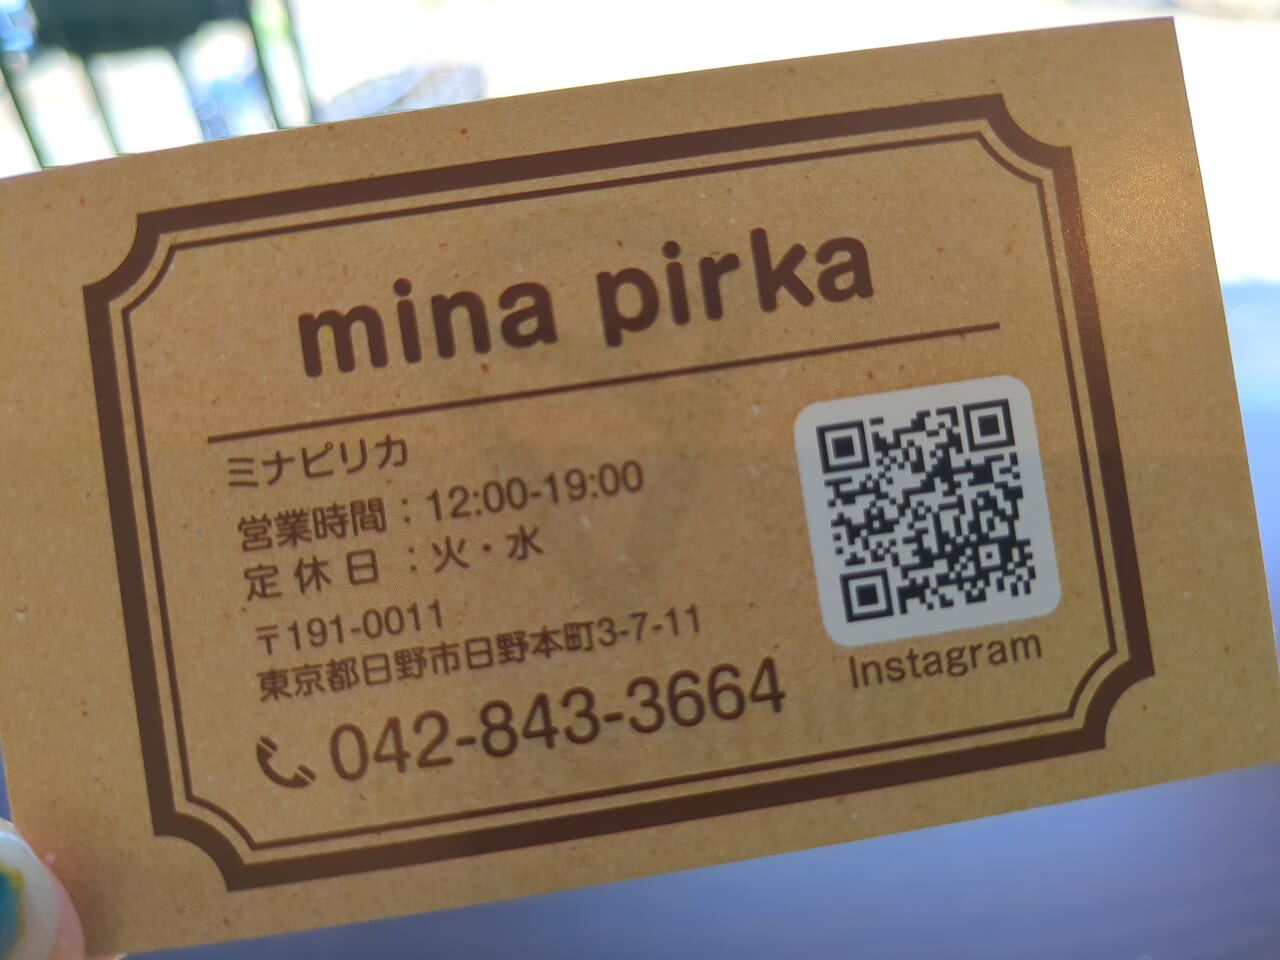 mina pirka
ミナピリカ
営業時間：12:00-19:00
定 休 日 ：火・水
〒191-0011
東京都日野市日野本町3-7-11
042-843-3664
Instagram